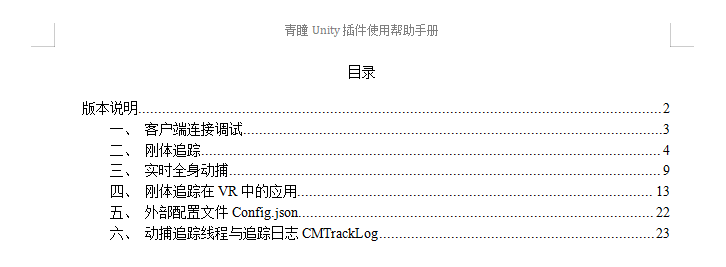 青瞳 Unity 插件使用帮助手册
目录
版本说明........2
一、 客户端连接调试........3
二、 刚体追踪........4
三、 实时全身动捕........9
四、 刚体追踪在 VR 中的应用........13
五、 外部配置文件 Config.json........22
六、 动捕追踪线程与追踪日志 CMTrackLog........23